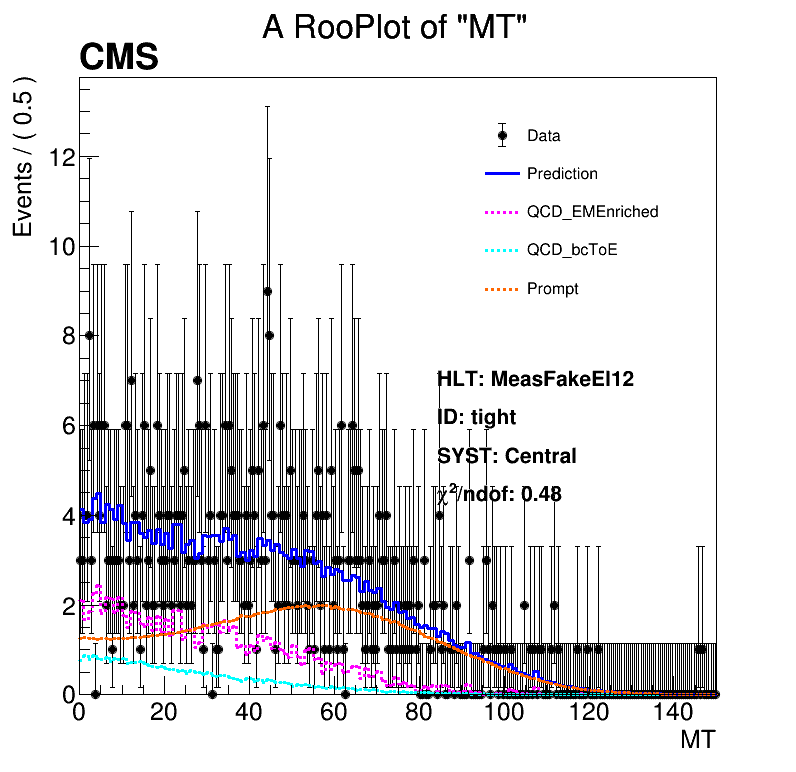 A RooPlot of "MT"
CMS
Events / ( 0.5 )
12
10
8
6
4
2
0
Data
Prediction
QCD_EMEnriched
QCD_bcToE
Prompt
HLT: MeasFakeEl12
ID: tight
SYST: Central
χ²/ndof: 0.48
0 20 40 60 80 100 120 140
MT